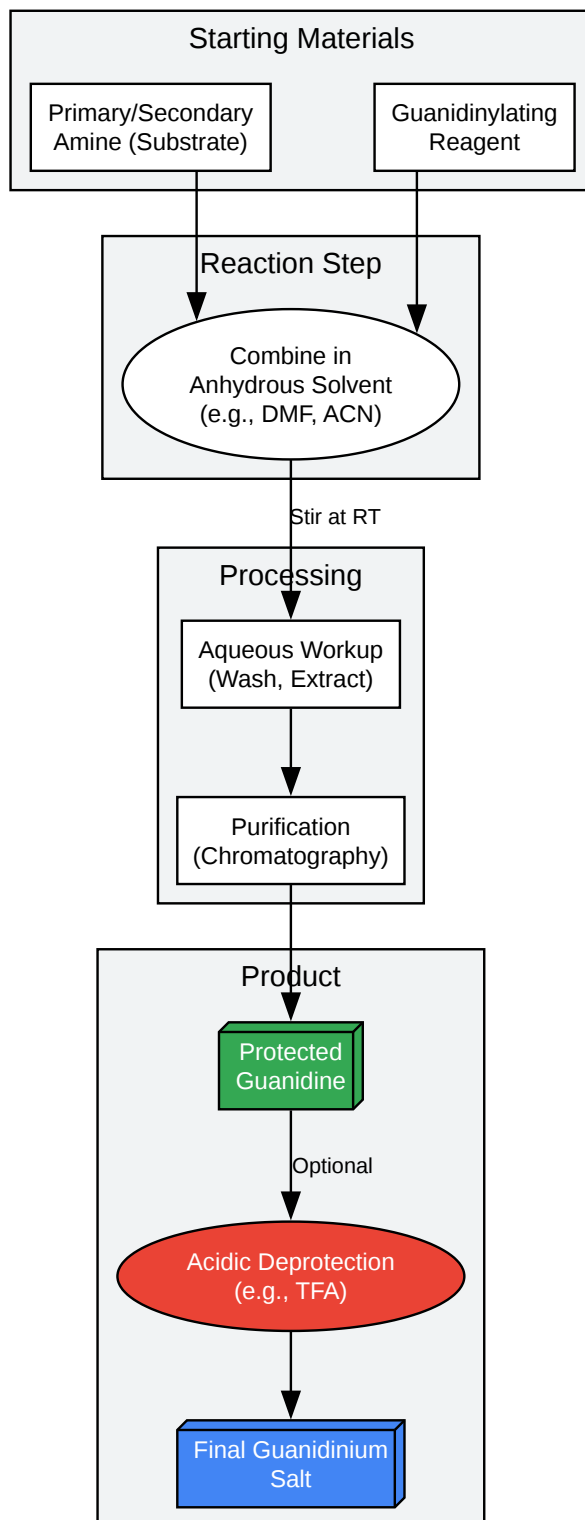 Starting Materials
Primary/Secondary
Amine (Substrate)
Guanidinylating
Reagent
Reaction Step
Combine in
Anhydrous Solvent
(e.g., DMF, ACN)
Stir at RT
Processing
Aqueous Workup
(Wash, Extract)
Purification
(Chromatography)
Product
Protected
Guanidine
Optional
Acidic Deprotection
(e.g., TFA)
Final Guanidinium
Salt